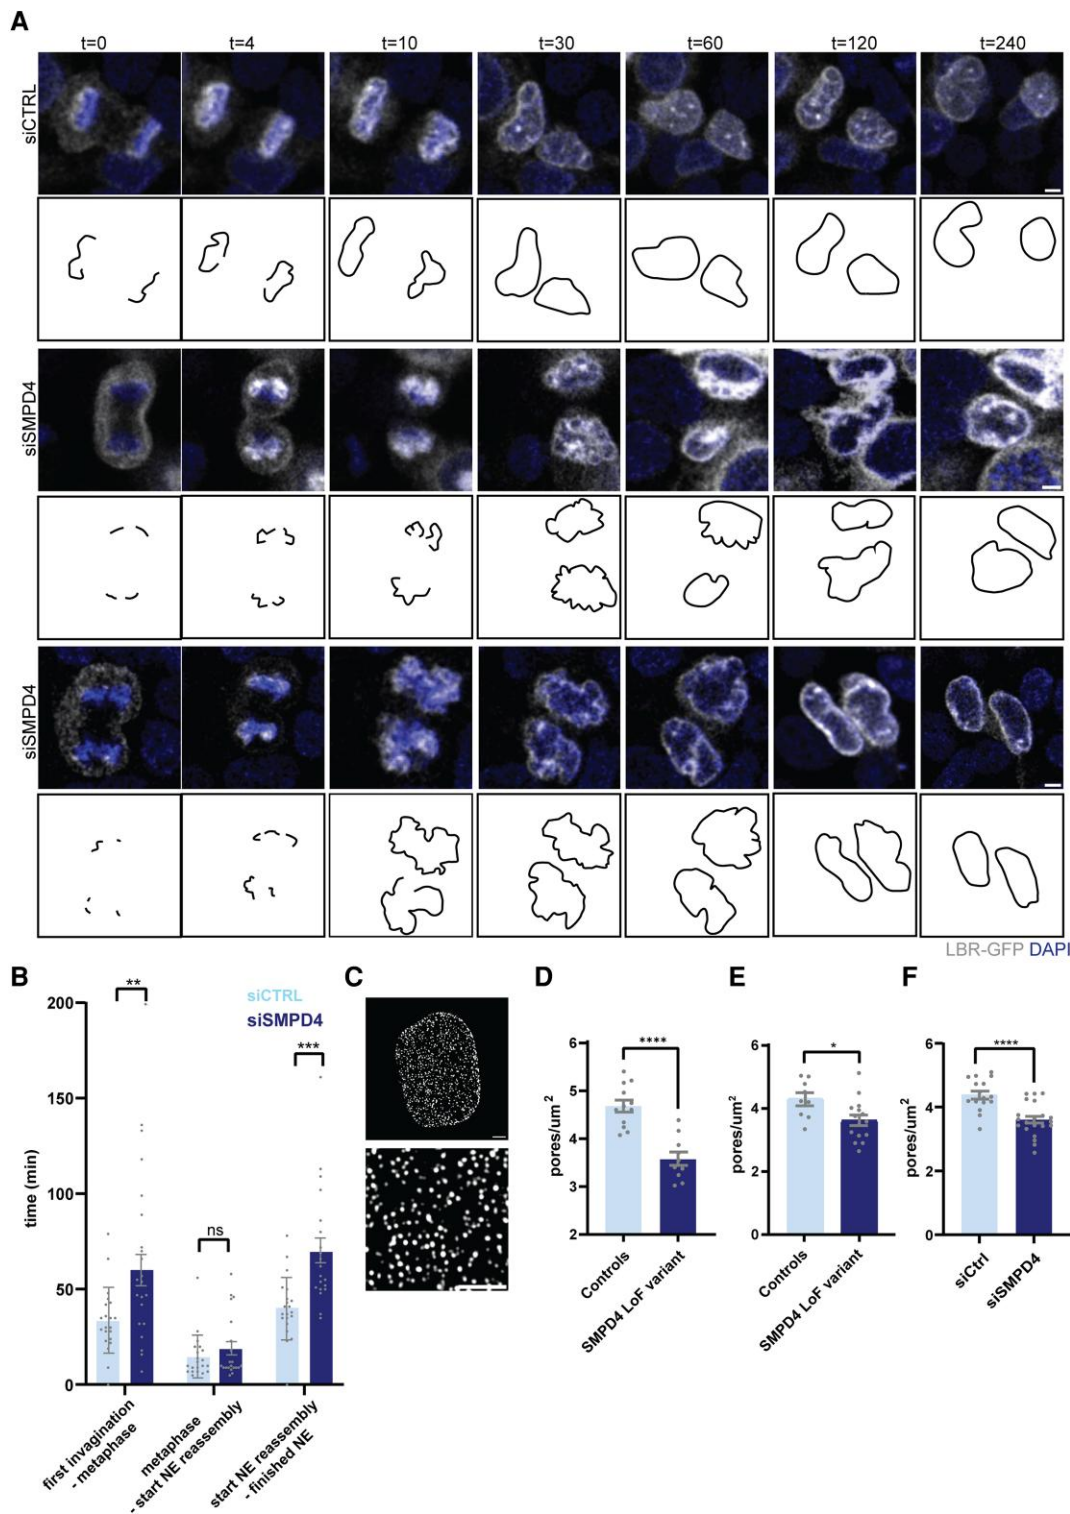 A
t=0 t=4 t=10 t=30 t=60 t=120 t=240
siCTRL
siSMPD4
siSMPD4
LBR-GFP DAPI
B
siCTRL
siSMPD4
**
ns
***
time (min)
200
150
100
50
0
first invagination
- metaphase
metaphase
- start NE reassembly
start NE reassembly
- finished NE
C
D
****
pores/um²
6
5
4
3
2
Controls
SMPD4 LoF variant
E
*
pores/um²
6
4
2
0
Controls
SMPD4 LoF variant
F
****
pores/um²
6
4
2
0
siCtrl
siSMPD4